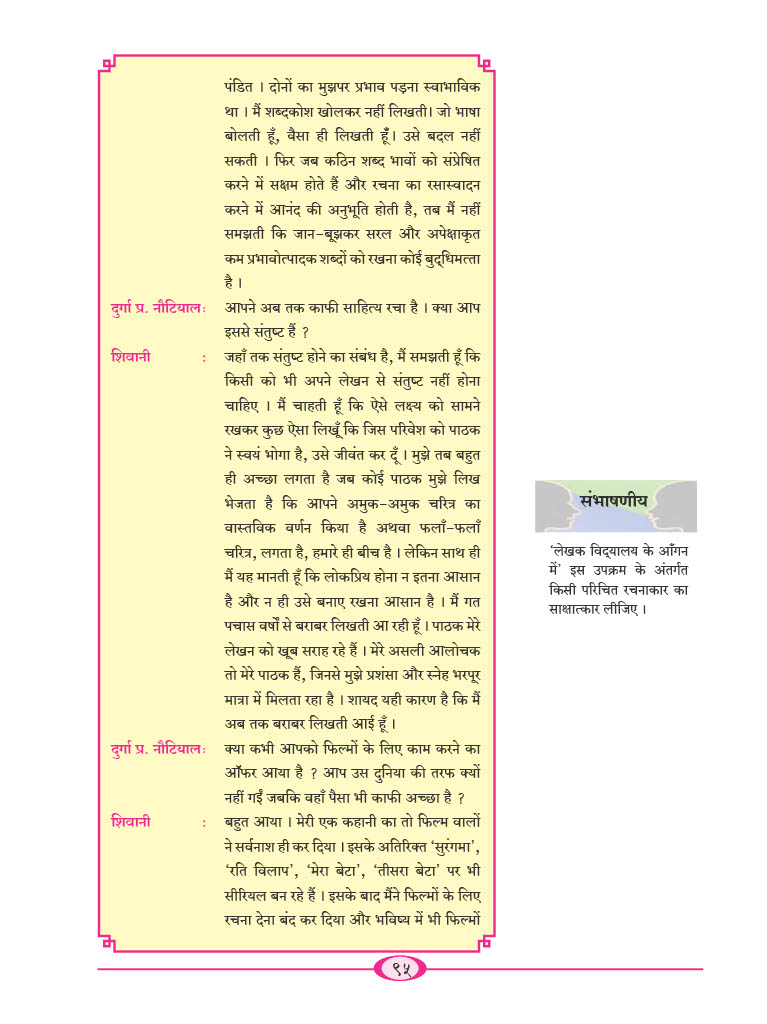 पंडित । दोनों का मुझपर प्रभाव पड़ना स्वाभाविक
था । मैं शब्दकोश खोलकर नहीं लिखती। जो भाषा
बोलती हूँ, वैसा ही लिखती हूँ। उसे बदल नहीं
सकती । फिर जब कठिन शब्द भावों को संप्रेषित
करने में सक्षम होते हैं और रचना का रसास्वादन
करने में आनंद की अनुभूति होती है, तब मैं नहीं
समझती कि जान-बूझकर सरल और अपेक्षाकृत
कम प्रभावोत्पादक शब्दों को रखना कोई बुद्धिमत्ता
है ।
दुर्गा प्र. नौटियाल: आपने अब तक काफी साहित्य रचा है । क्या आप
इससे संतुष्ट हैं ?
शिवानी : जहाँ तक संतुष्ट होने का संबंध है, मैं समझती हूँ कि
किसी को भी अपने लेखन से संतुष्ट नहीं होना
चाहिए । मैं चाहती हूँ कि ऐसे लक्ष्य को सामने
रखकर कुछ ऐसा लिखूँ कि जिस परिवेश को पाठक
ने स्वयं भोगा है, उसे जीवंत कर दूँ । मुझे तब बहुत
ही अच्छा लगता है जब कोई पाठक मुझे लिख
भेजता है कि आपने अमुक-अमुक चरित्र का
वास्तविक वर्णन किया है अथवा फलाँ-फलाँ
चरित्र, लगता है, हमारे ही बीच है । लेकिन साथ ही
मैं यह मानती हूँ कि लोकप्रिय होना न इतना आसान
है और न ही उसे बनाए रखना आसान है । मैं गत
पचास वर्षों से बराबर लिखती आ रही हूँ । पाठक मेरे
लेखन को खूब सराह रहे हैं । मेरे असली आलोचक
तो मेरे पाठक हैं, जिनसे मुझे प्रशंसा और स्नेह भरपूर
मात्रा में मिलता रहा है । शायद यही कारण है कि मैं
अब तक बराबर लिखती आई हूँ ।
दुर्गा प्र. नौटियाल: क्या कभी आपको फिल्मों के लिए काम करने का
ऑफर आया है ? आप उस दुनिया की तरफ क्यों
नहीं गईं जबकि वहाँ पैसा भी काफी अच्छा है ?
शिवानी : बहुत आया । मेरी एक कहानी का तो फिल्म वालों
ने सर्वनाश ही कर दिया । इसके अतिरिक्त ‘सुरंगमा’,
‘रति विलाप’, ‘मेरा बेटा’, ‘तीसरा बेटा’ पर भी
सीरियल बन रहे हैं । इसके बाद मैंने फिल्मों के लिए
रचना देना बंद कर दिया और भविष्य में भी फिल्मों
संभाषणीय
‘लेखक विद्यालय के आँगन
में’ इस उपक्रम के अंतर्गत
किसी परिचित रचनाकार का
साक्षात्कार लीजिए ।
९५